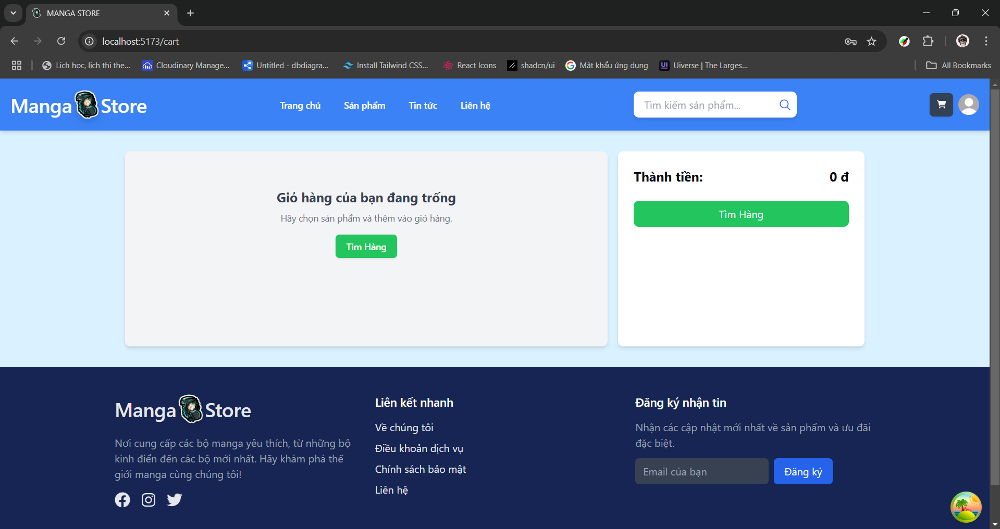 MANGA STORE
localhost:5173/cart
Lịch học, lịch thi the...
Cloudinary Manage...
Untitled - dbdiagra...
Install Tailwind CSS...
React Icons
shadcn/ui
Mật khẩu ứng dụng
UI
Uiverse | The Larges...
All Bookmarks
Manga Store
Trang chủ
Sản phẩm
Tin tức
Liên hệ
Tìm kiếm sản phẩm...
Giỏ hàng của bạn đang trống
Hãy chọn sản phẩm và thêm vào giỏ hàng.
Tìm Hàng
Thành tiền: 0 đ
Tìm Hàng
Manga Store
Nơi cung cấp các bộ manga yêu thích, từ những bộ
kinh điển đến các bộ mới nhất. Hãy khám phá thế
giới manga cùng chúng tôi!
Liên kết nhanh
Về chúng tôi
Điều khoản dịch vụ
Chính sách bảo mật
Liên hệ
Đăng ký nhận tin
Nhận các cập nhật mới nhất về sản phẩm và ưu đãi
đặc biệt.
Email của bạn
Đăng ký